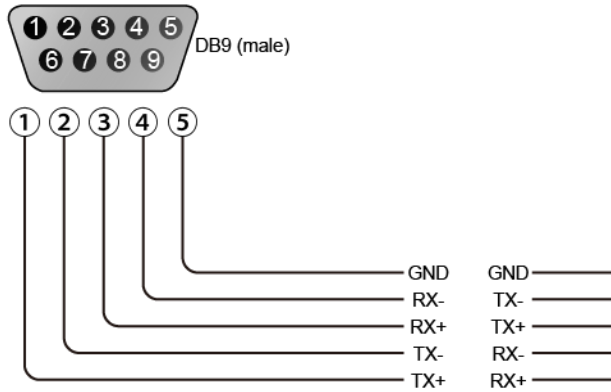 1 2 3 4 5
DB9 (male)
6 7 8 9
1 2 3 4 5
GND GND
RX- TX-
RX+ TX+
TX- RX-
TX+ RX+